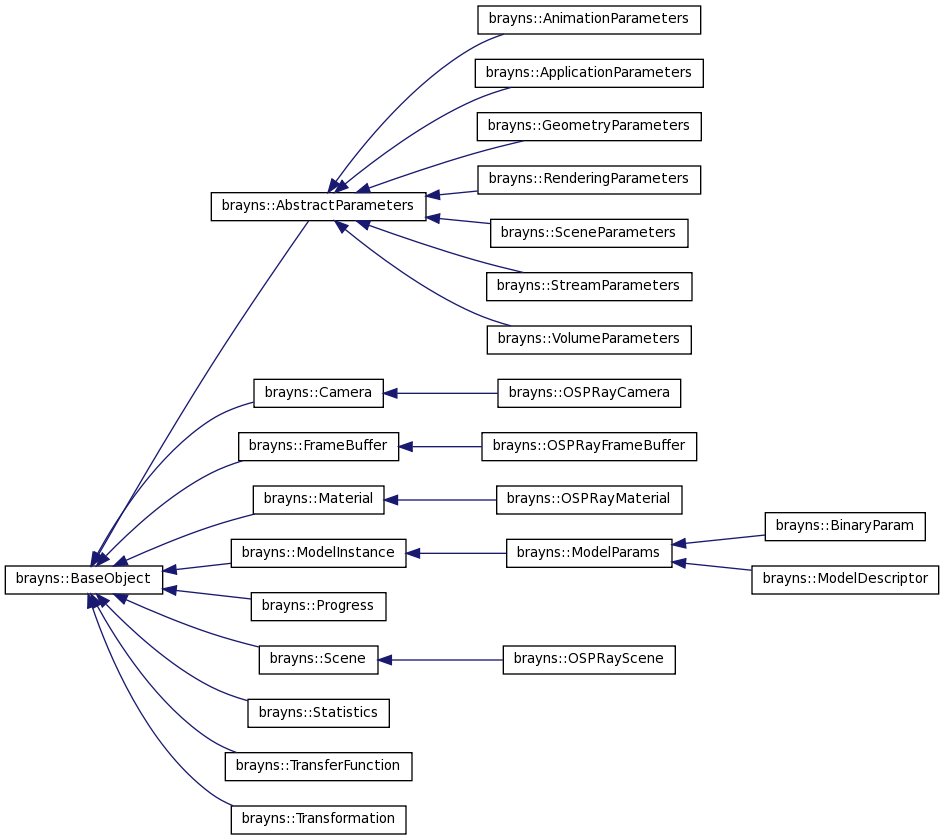 brayns::AnimationParameters
brayns::ApplicationParameters
brayns::GeometryParameters
brayns::RenderingParameters
brayns::AbstractParameters
brayns::SceneParameters
brayns::StreamParameters
brayns::VolumeParameters
brayns::Camera
brayns::OSPRayCamera
brayns::FrameBuffer
brayns::OSPRayFrameBuffer
brayns::Material
brayns::OSPRayMaterial
brayns::BinaryParam
brayns::ModelInstance
brayns::ModelParams
brayns::BaseObject
brayns::ModelDescriptor
brayns::Progress
brayns::Scene
brayns::OSPRayScene
brayns::Statistics
brayns::TransferFunction
brayns::Transformation